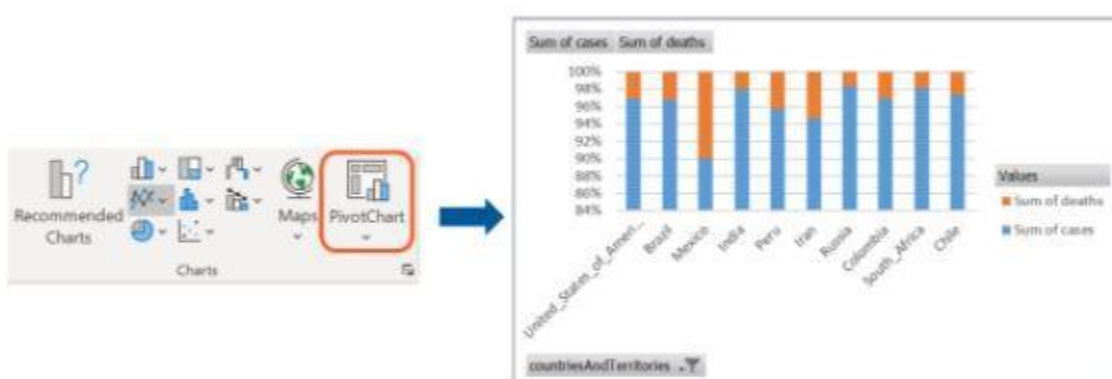 Recommended
Charts
Maps
PivotChart
Charts
Sum of cases Sum of deaths
100%
98%
96%
94%
92%
90%
88%
86%
84%
United_States_of_Ameri...
Brazil
Mexico
India
Peru
Iran
Russia
Colombia
South_Africa
Chile
Values
Sum of deaths
Sum of cases
countriesAndTerritories